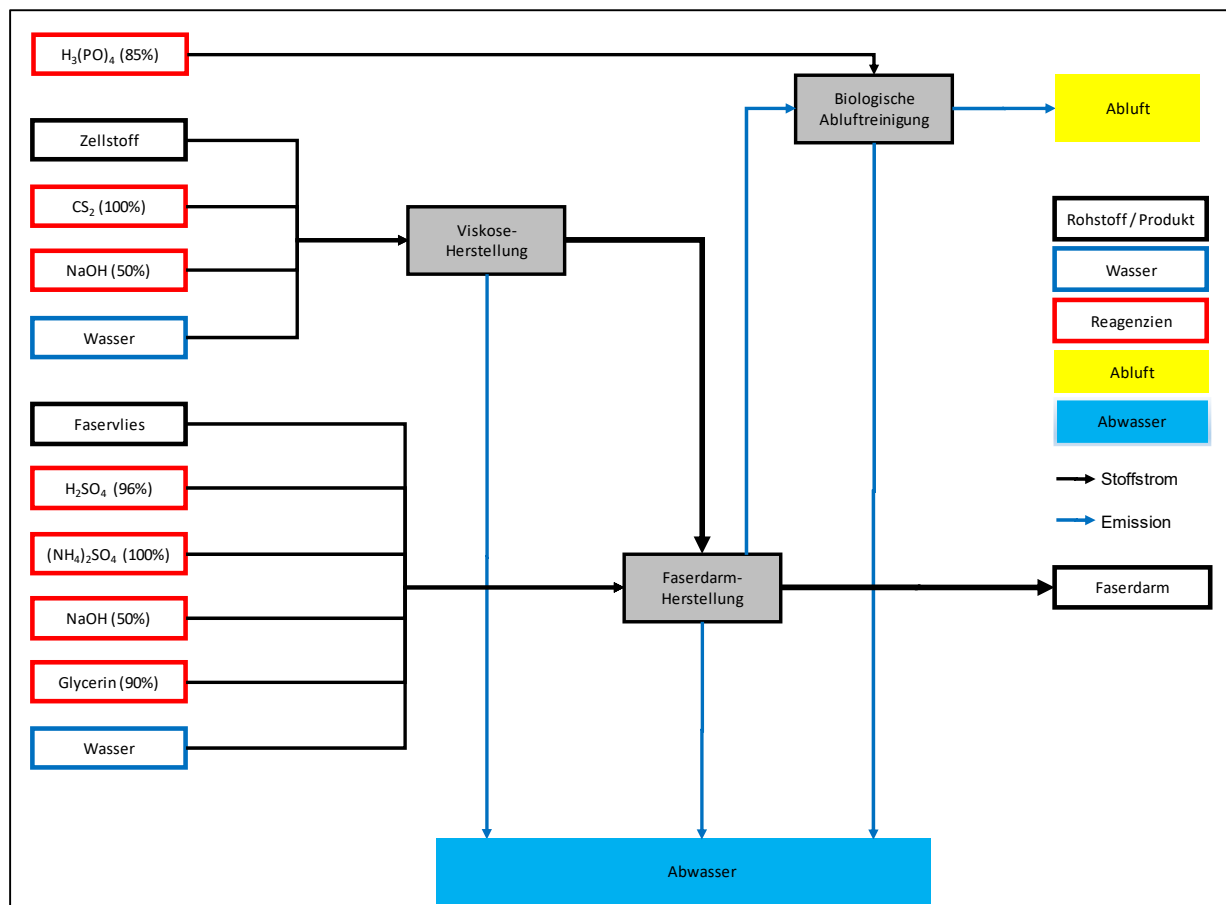 H₃(PO)₄ (85%)
Zellstoff
CS₂ (100%)
NaOH (50%)
Wasser
Faservlies
H₂SO₄ (96%)
(NH₄)₂SO₄ (100%)
NaOH (50%)
Glycerin (90%)
Wasser
Viskose-
Herstellung
Biologische
Abluftreinigung
Faserdarm-
Herstellung
Abwasser
Abluft
Rohstoff / Produkt
Wasser
Reagenzien
Abluft
Abwasser
Stoffstrom
Emission
Faserdarm